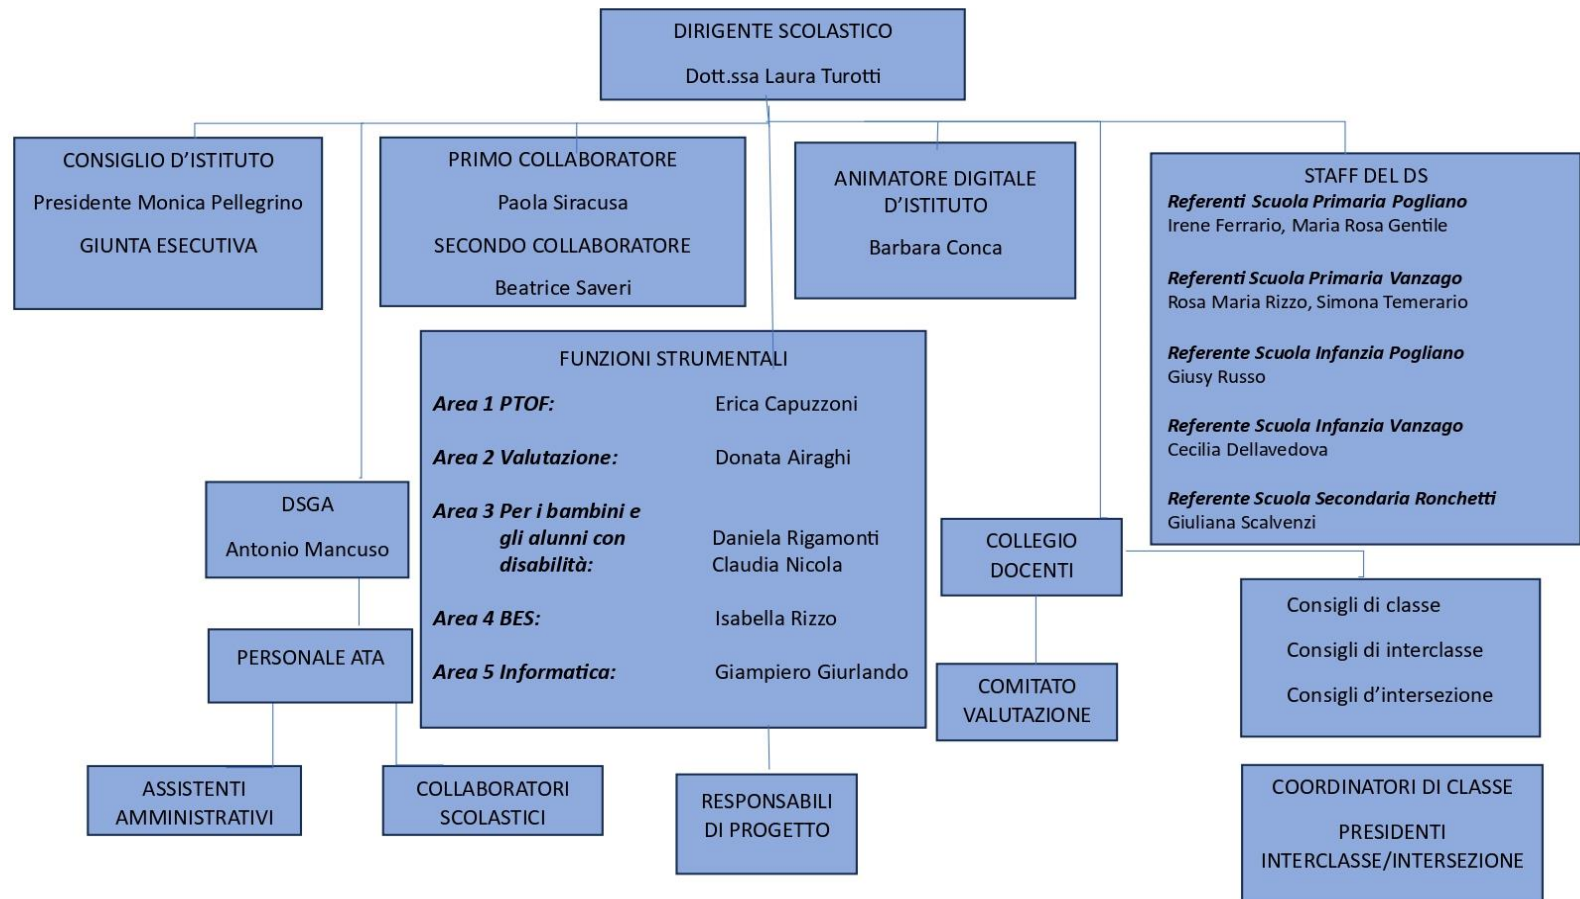 DIRIGENTE SCOLASTICO
Dott.ssa Laura Turotti
CONSIGLIO D'ISTITUTO
Presidente Monica Pellegrino
GIUNTA ESECUTIVA
PRIMO COLLABORATORE
Paola Siracusa
SECONDO COLLABORATORE
Beatrice Saveri
ANIMATORE DIGITALE
D'ISTITUTO
Barbara Conca
STAFF DEL DS
Referenti Scuola Primaria Pogliano
Irene Ferrario, Maria Rosa Gentile
Referenti Scuola Primaria Vanzago
Rosa Maria Rizzo, Simona Temerario
Referente Scuola Infanzia Pogliano
Giusy Russo
Referente Scuola Infanzia Vanzago
Cecilia Dellavedova
Referente Scuola Secondaria Ronchetti
Giuliana Scalvenzi
FUNZIONI STRUMENTALI
Area 1 PTOF: Erica Capuzzoni
Area 2 Valutazione: Donata Airaghi
Area 3 Per i bambini e
gli alunni con Daniela Rigamonti
disabilità: Claudia Nicola
Area 4 BES: Isabella Rizzo
Area 5 Informatica: Giampiero Giurlando
DSGA
Antonio Mancuso
PERSONALE ATA
ASSISTENTI
AMMINISTRATIVI
COLLABORATORI
SCOLASTICI
RESPONSABILI
DI PROGETTO
COLLEGIO
DOCENTI
COMITATO
VALUTAZIONE
Consigli di classe
Consigli di interclasse
Consigli d'intersezione
COORDINATORI DI CLASSE
PRESIDENTI
INTERCLASSE/INTERSEZIONE